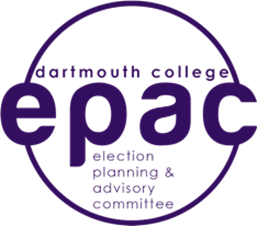 dartmouth college
epac
election
planning &
advisory
committee